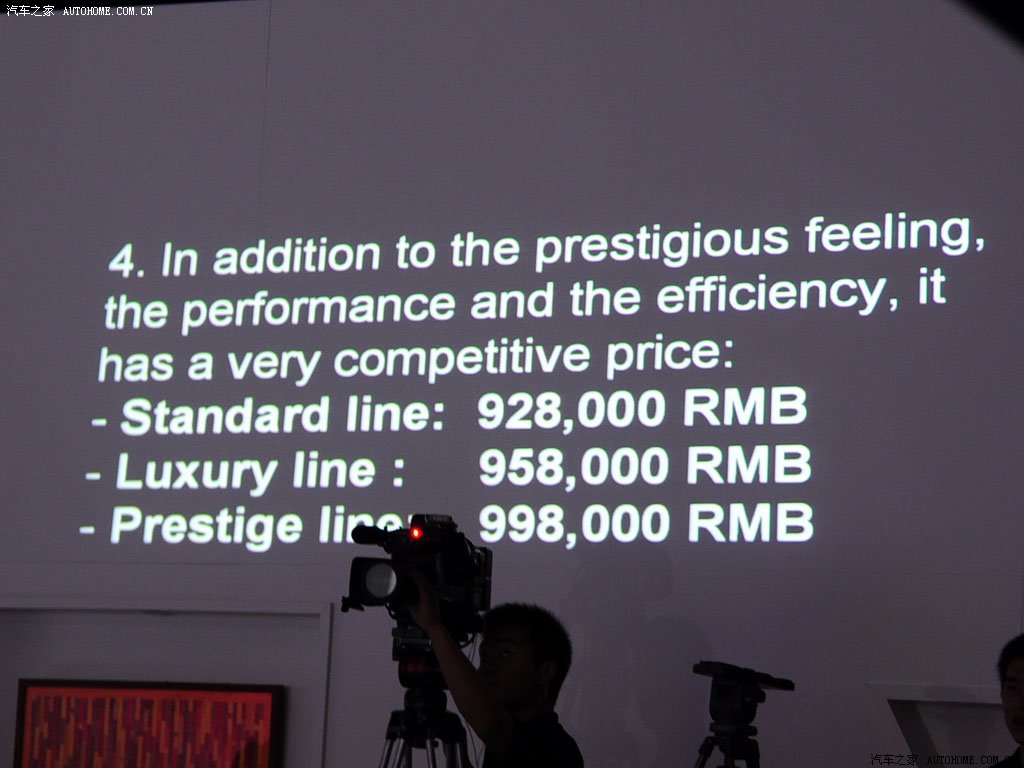 汽车之家 AUTOHOME.COM.CN
4. In addition to the prestigious feeling,
the performance and the efficiency, it
has a very competitive price:
- Standard line: 928,000 RMB
- Luxury line : 958,000 RMB
- Prestige line: 998,000 RMB
汽车之家 AUTOHOME.COM.CN